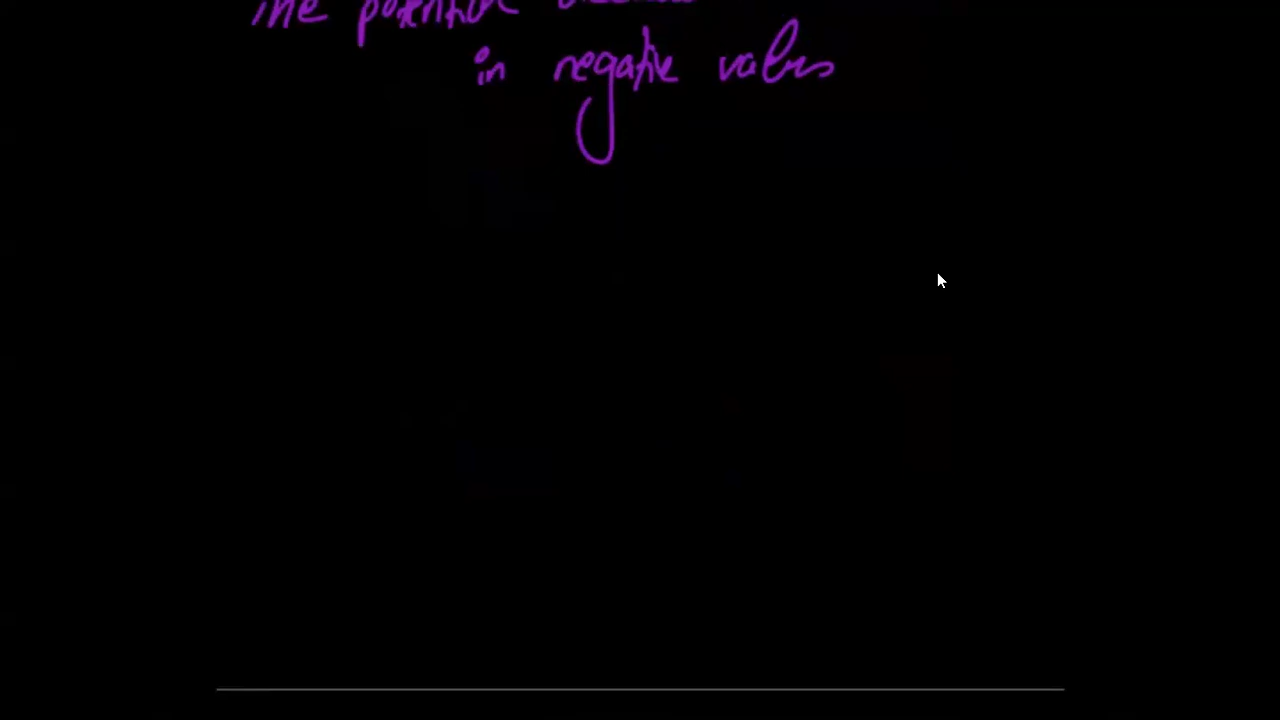 The potential
in negative values